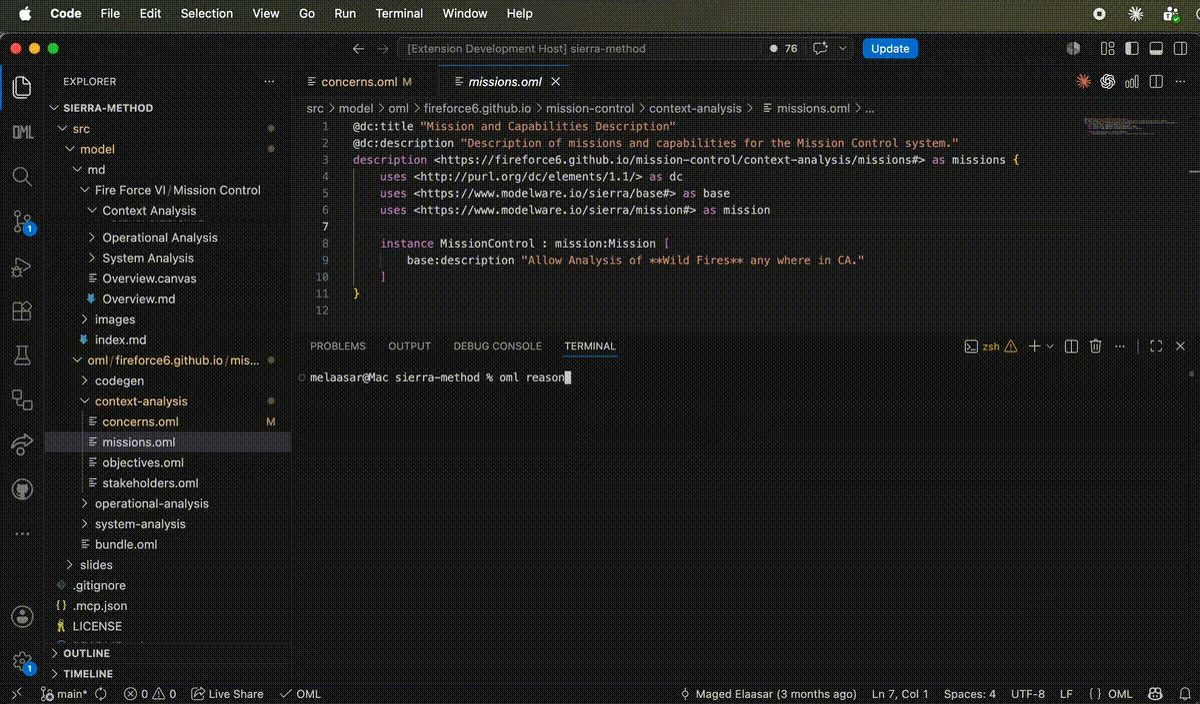 Code File Edit Selection View Go Run Terminal Window Help
[Extension Development Host] sierra-method
76
Update
EXPLORER
SIERRA-METHOD
src
model
md
Fire Force VI / Mission Control
Context Analysis
Operational Analysis
System Analysis
Overview.canvas
Overview.md
images
index.md
oml / fireforce6.github.io / mis...
codegen
context-analysis
concerns.oml M
missions.oml
objectives.oml
stakeholders.oml
operational-analysis
system-analysis
bundle.oml
slides
.gitignore
.mcp.json
LICENSE
OUTLINE
TIMELINE
OML
1
1
concerns.oml M
missions.oml
src > model > oml > fireforce6.github.io > mission-control > context-analysis > missions.oml > ...
1 @dc:title "Mission and Capabilities Description"
2 @dc:description "Description of missions and capabilities for the Mission Control system."
3 description <https://fireforce6.github.io/mission-control/context-analysis/missions#> as missions {
4 uses <http://purl.org/dc/elements/1.1/> as dc
5 uses <https://www.modelware.io/sierra/base#> as base
6 uses <https://www.modelware.io/sierra/mission#> as mission
7
8 instance MissionControl : mission:Mission [
9 base:description "Allow Analysis of **Wild Fires** any where in CA."
10 ]
11 }
12
PROBLEMS OUTPUT DEBUG CONSOLE TERMINAL
zsh
melaasar@Mac sierra-method % oml reason
main* 0 0 Live Share OML
Maged Elaasar (3 months ago) Ln 7, Col 1 Spaces: 4 UTF-8 LF { } OML